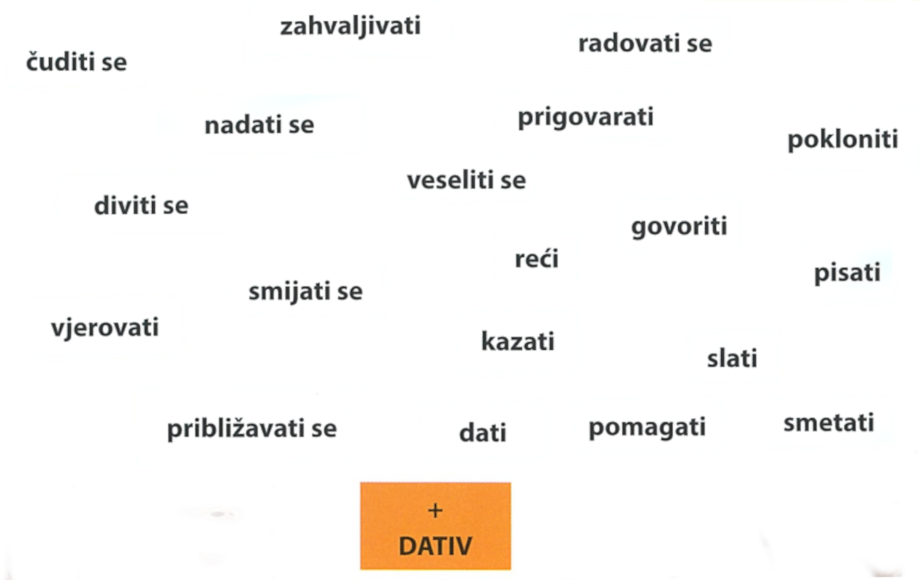 zahvaljivati
radovati se
čuditi se
prigovarati
nadati se
pokloniti
veseliti se
diviti se
govoriti
reći
pisati
smijati se
vjerovati
kazati
slati
približavati se
dati
pomagati
smetati
+
DATIV